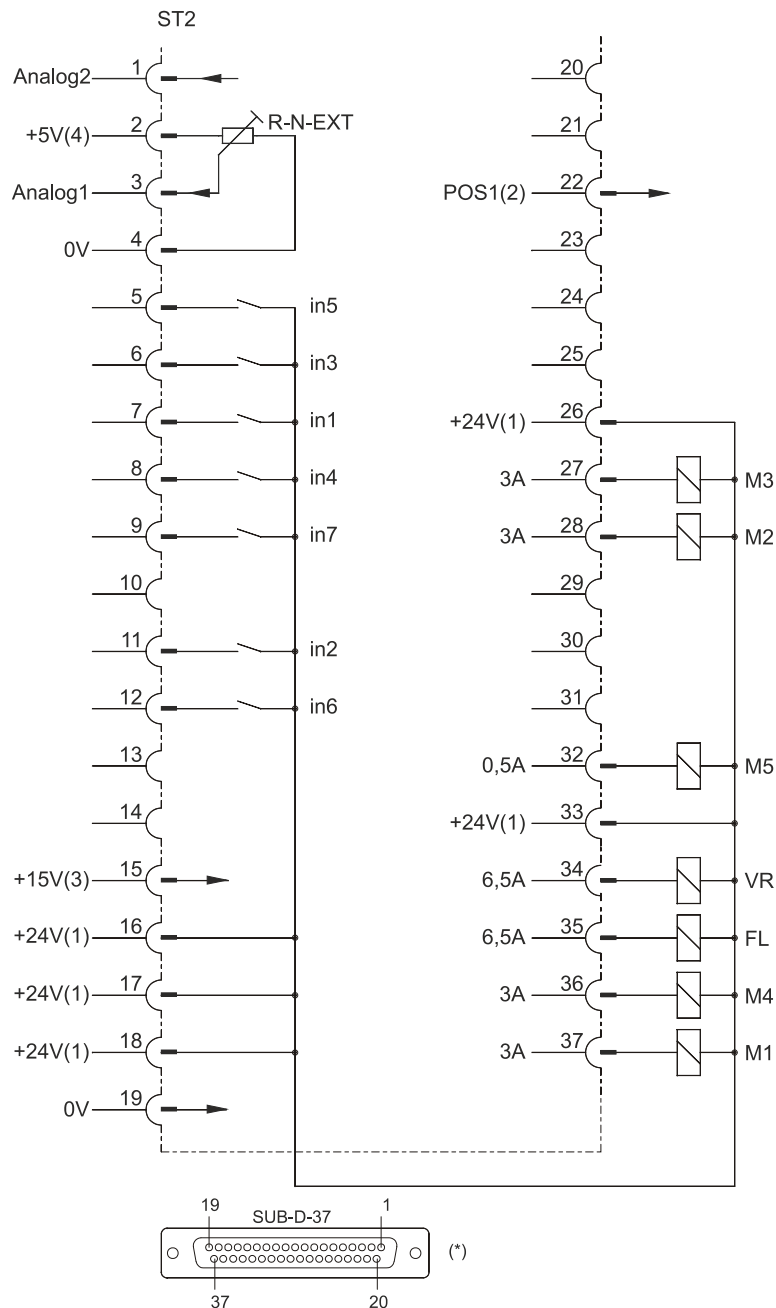 ST2
Analog2 1
+5V(4) 2 R-N-EXT
Analog1 3
0V 4
5 in5
6 in3
7 in1
8 in4
9 in7
10
11 in2
12 in6
13
14
+15V(3) 15
+24V(1) 16
+24V(1) 17
+24V(1) 18
0V 19
20
21
POS1(2) 22
23
24
25
+24V(1) 26
3A 27 M3
3A 28 M2
29
30
31
0,5A 32 M5
+24V(1) 33
6,5A 34 VR
6,5A 35 FL
3A 36 M4
3A 37 M1
19 SUB-D-37 1
(*)
37 20